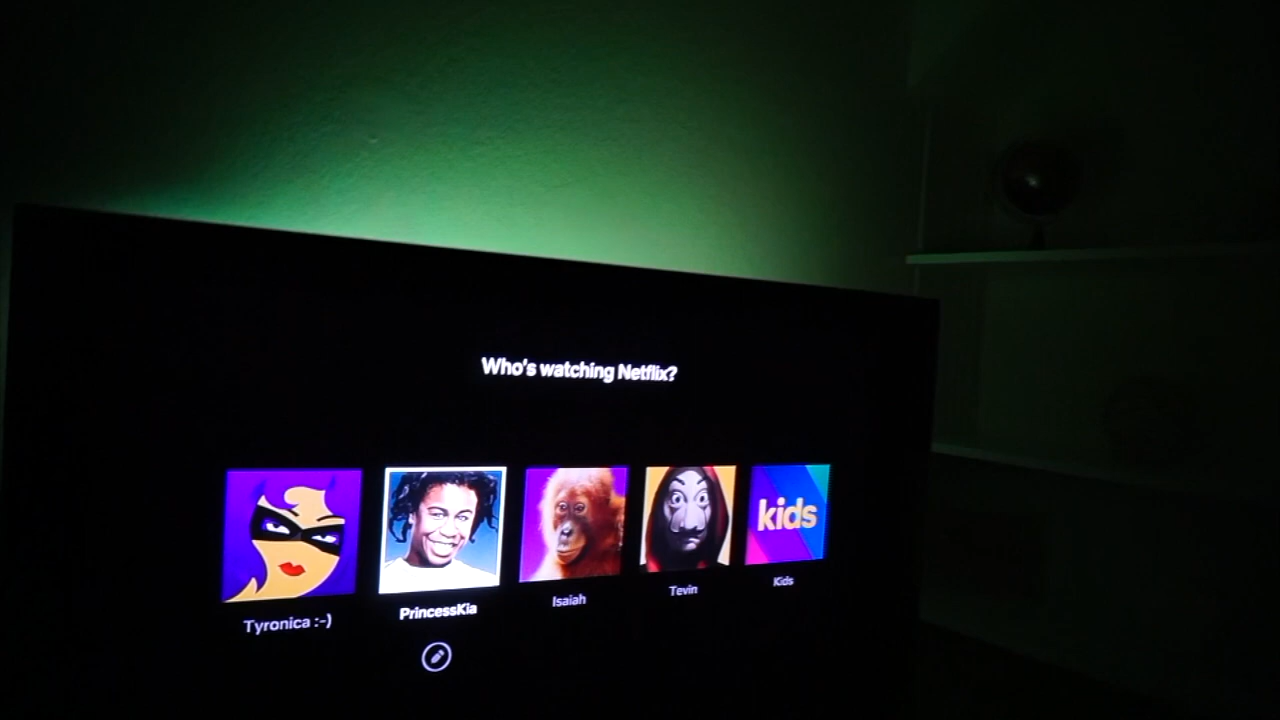 Who's watching Netflix?
kids
Tyronica :-)
PrincessKia
Isaiah
Tevin
Kids